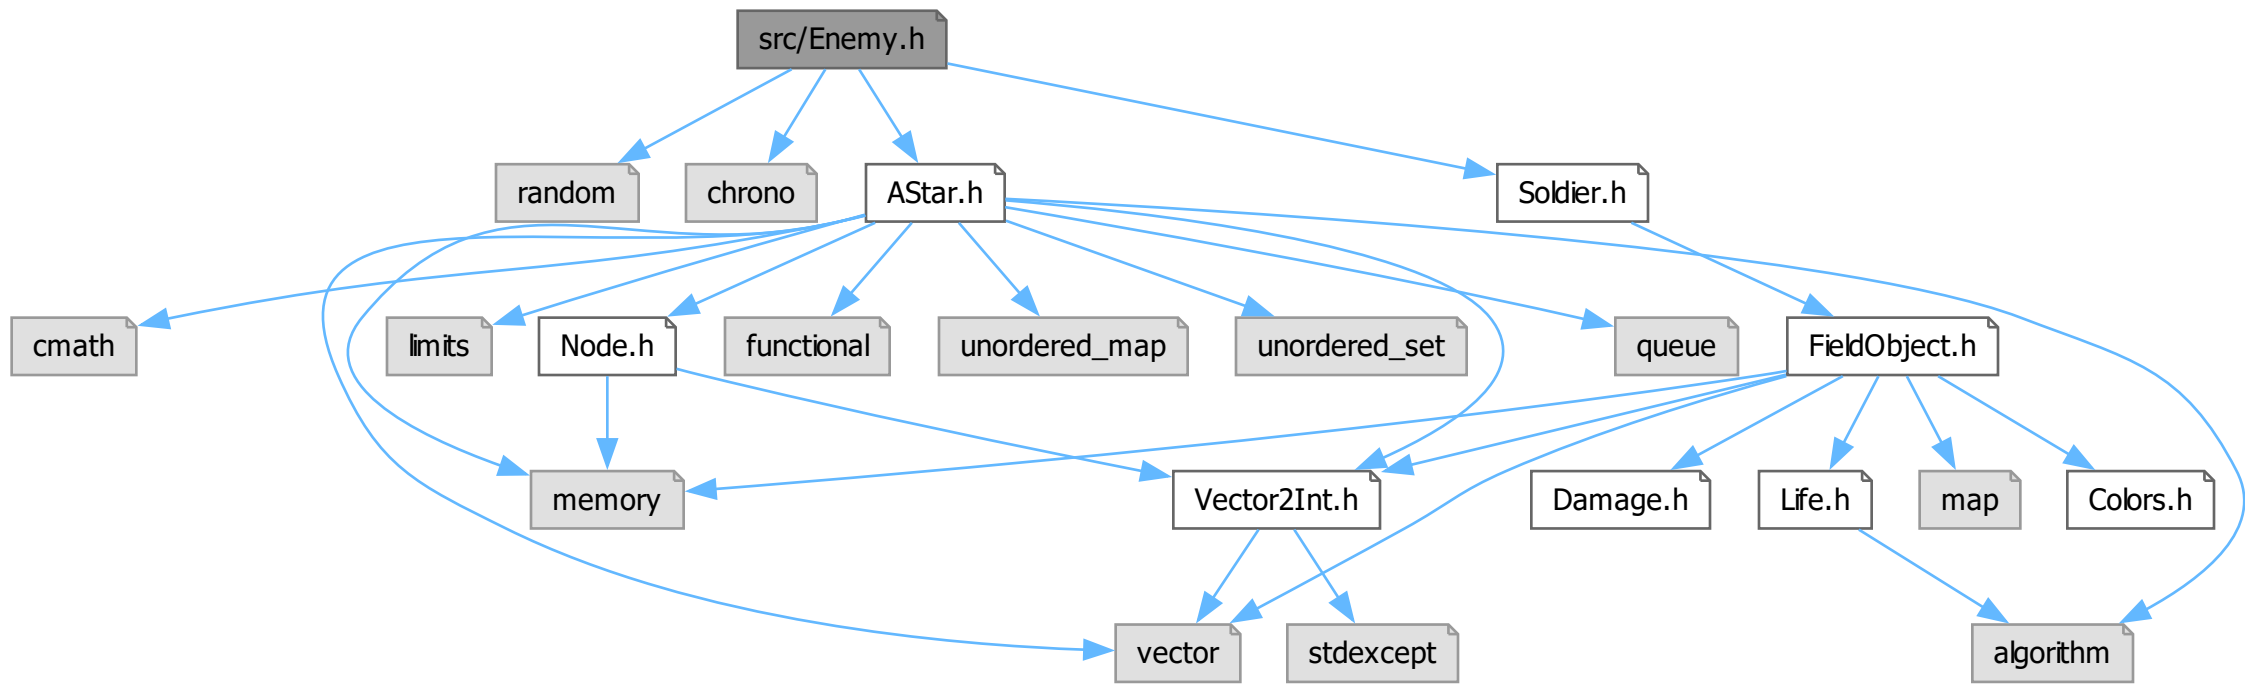 src/Enemy.h
random
chrono
AStar.h
Soldier.h
cmath
limits
Node.h
functional
unordered_map
unordered_set
queue
FieldObject.h
memory
Vector2Int.h
Damage.h
Life.h
map
Colors.h
vector
stdexcept
algorithm